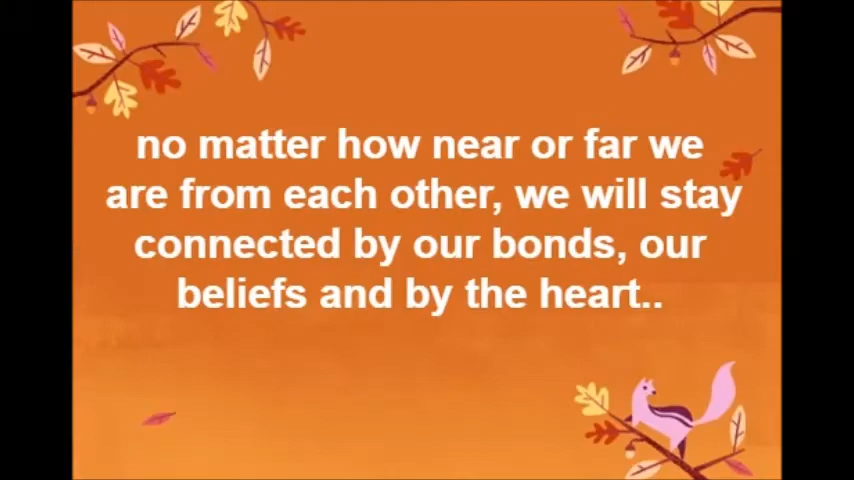 no matter how near or far we
are from each other, we will stay
connected by our bonds, our
beliefs and by the heart..